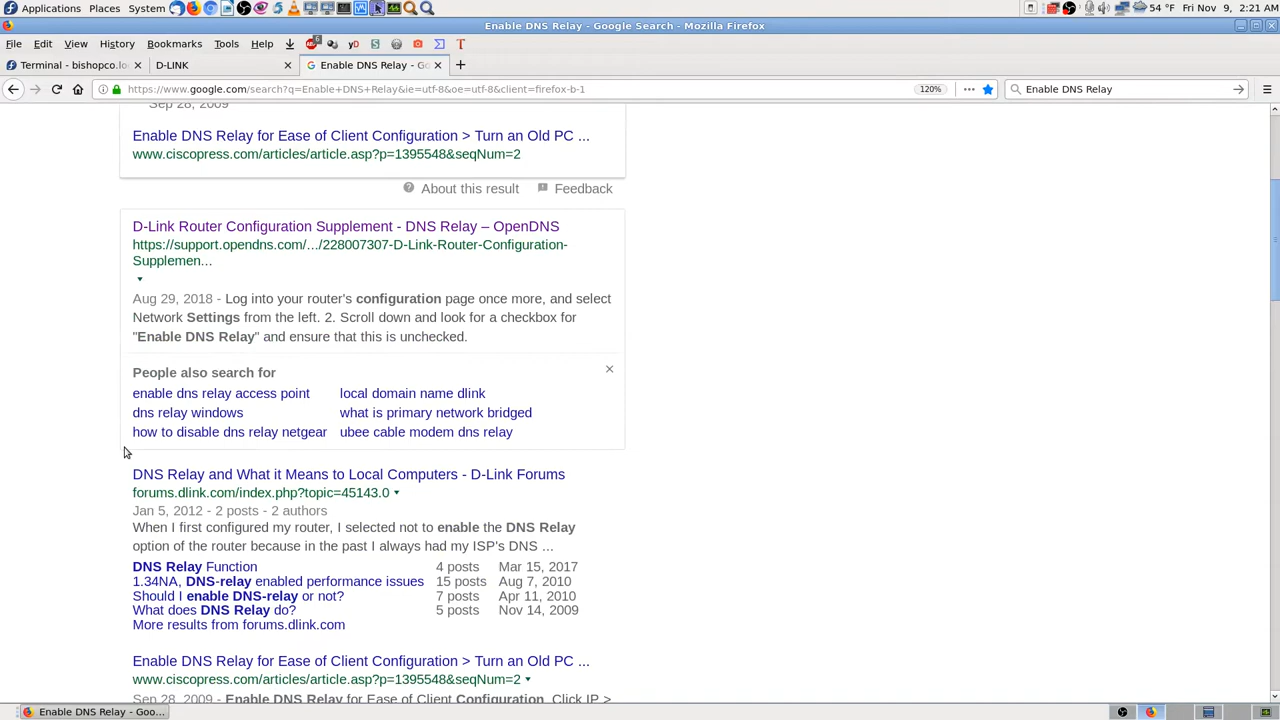 Applications Places System 54 °F Fri Nov 9, 2:21 AM
Enable DNS Relay - Google Search - Mozilla Firefox
File Edit View History Bookmarks Tools Help 6 yD S T
Terminal - bishopco.lo × D-LINK × G Enable DNS Relay - Go × +
https://www.google.com/search?q=Enable+DNS+Relay&ie=utf-8&oe=utf-8&client=firefox-b-1 120% Enable DNS Relay
Sep 28, 2009
Enable DNS Relay for Ease of Client Configuration > Turn an Old PC ...
www.ciscopress.com/articles/article.asp?p=1395548&seqNum=2
About this result Feedback
D-Link Router Configuration Supplement - DNS Relay – OpenDNS
https://support.opendns.com/.../228007307-D-Link-Router-Configuration-
Supplemen...
Aug 29, 2018 - Log into your router's configuration page once more, and select
Network Settings from the left. 2. Scroll down and look for a checkbox for
"Enable DNS Relay" and ensure that this is unchecked.
People also search for
enable dns relay access point local domain name dlink
dns relay windows what is primary network bridged
how to disable dns relay netgear ubee cable modem dns relay
DNS Relay and What it Means to Local Computers - D-Link Forums
forums.dlink.com/index.php?topic=45143.0
Jan 5, 2012 - 2 posts - 2 authors
When I first configured my router, I selected not to enable the DNS Relay
option of the router because in the past I always had my ISP's DNS ...
DNS Relay Function 4 posts Mar 15, 2017
1.34NA, DNS-relay enabled performance issues 15 posts Aug 7, 2010
Should I enable DNS-relay or not? 7 posts Apr 11, 2010
What does DNS Relay do? 5 posts Nov 14, 2009
More results from forums.dlink.com
Enable DNS Relay for Ease of Client Configuration > Turn an Old PC ...
www.ciscopress.com/articles/article.asp?p=1395548&seqNum=2
Sep 28, 2009 - Enable DNS Relay for Ease of Client Configuration. Click IP >
Enable DNS Relay - Goo...